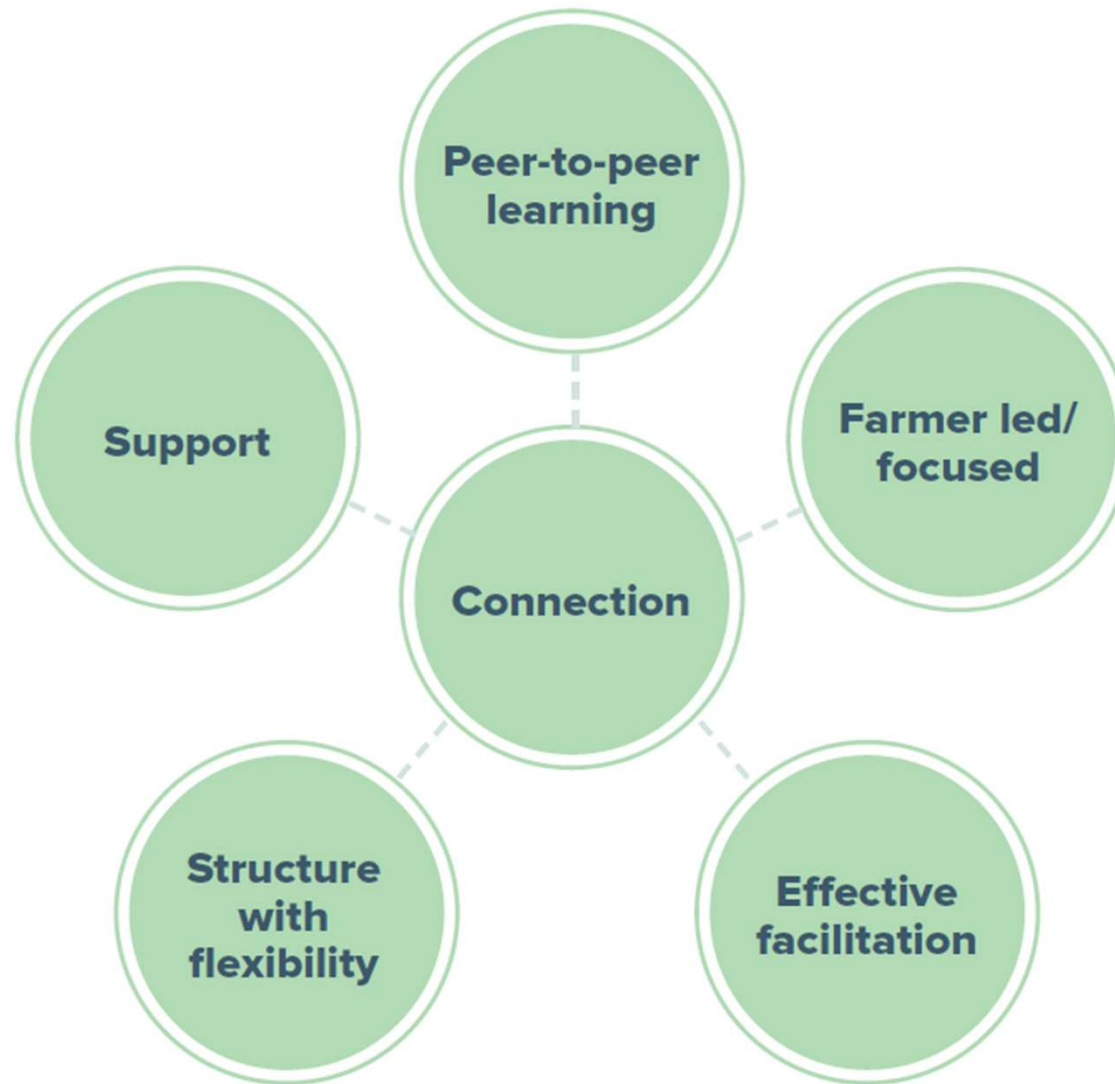 Peer-to-peer
learning
Support
Farmer led/
focused
Connection
Structure
with
flexibility
Effective
facilitation